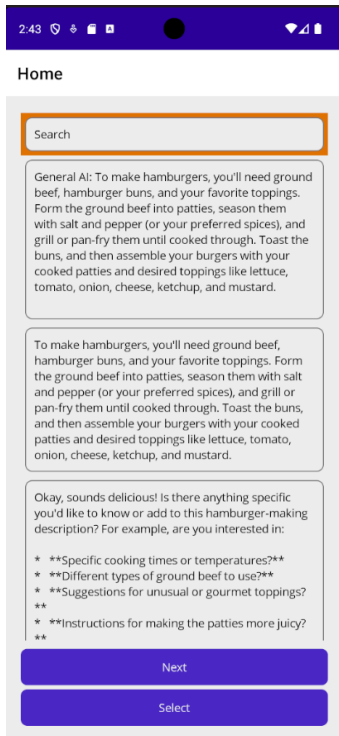 2:43
Home
Search
General AI: To make hamburgers, you'll need ground
beef, hamburger buns, and your favorite toppings.
Form the ground beef into patties, season them
with salt and pepper (or your preferred spices), and
grill or pan-fry them until cooked through. Toast the
buns, and then assemble your burgers with your
cooked patties and desired toppings like lettuce,
tomato, onion, cheese, ketchup, and mustard.
To make hamburgers, you'll need ground beef,
hamburger buns, and your favorite toppings. Form
the ground beef into patties, season them with salt
and pepper (or your preferred spices), and grill or
pan-fry them until cooked through. Toast the buns,
and then assemble your burgers with your cooked
patties and desired toppings like lettuce, tomato,
onion, cheese, ketchup, and mustard.
Okay, sounds delicious! Is there anything specific
you'd like to know or add to this hamburger-making
description? For example, are you interested in:
*   **Specific cooking times or temperatures?**
*   **Different types of ground beef to use?**
*   **Suggestions for unusual or gourmet toppings?
**
*   **Instructions for making the patties more juicy?
**
Next
Select